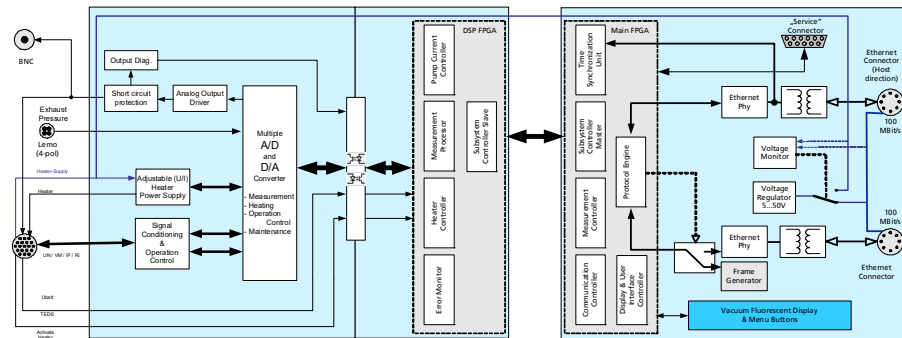 BNC
Exhaust
Pressure
Lemo
(4-pol)
Heater-Supply
Heater
UN / VM / IP / Ri
Ubatt
TEDS
Activate
Heater
Output Diag.
Short circuit
protection
Analog Output
Driver
Adjustable (U/I)
Heater
Power Supply
Signal
Conditioning
&
Operation
Control
Multiple
A/D
and
D/A
Converter
- Measurement
- Heating
- Operation
Control
- Maintenance
DSP FPGA
Pump Current
Controller
Measurement
Processor
Heater
Controller
Error Monitor
Subsystem
Controller Slave
Main FPGA
Time
Synchronization
Unit
Subsystem
Controller
Master
Measurement
Controller
Communication
Controller
Protocol Engine
Display & User
Interface
Controller
„Service“
Connector
Ethernet
Phy
Ethernet
Connector
(Host
direction)
100
MBit/s
Voltage
Monitor
Voltage
Regulator
5...50V
100
MBit/s
Ethernet
Phy
Frame
Generator
Ethernet
Connector
Vacuum Fluorescent Display
& Menu Buttons